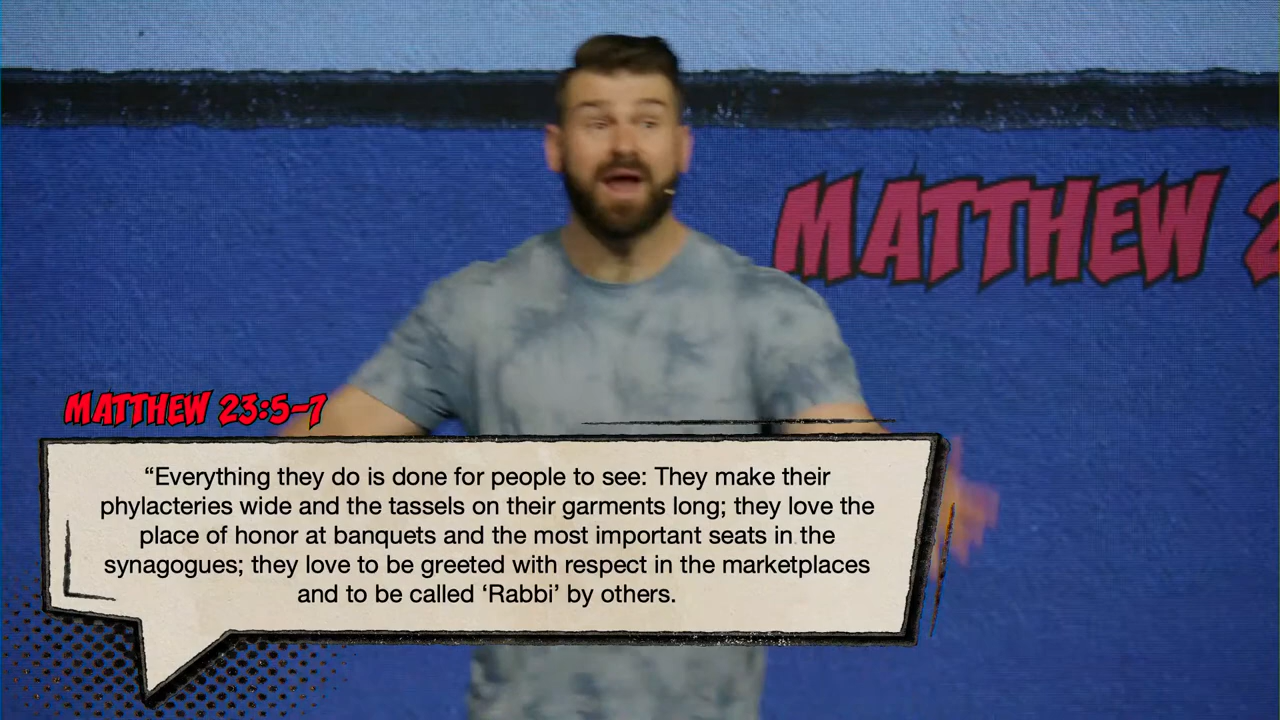 MATTHEW 2
MATTHEW 23:5-7
“Everything they do is done for people to see: They make their
phylacteries wide and the tassels on their garments long; they love the
place of honor at banquets and the most important seats in the
synagogues; they love to be greeted with respect in the marketplaces
and to be called ‘Rabbi’ by others.